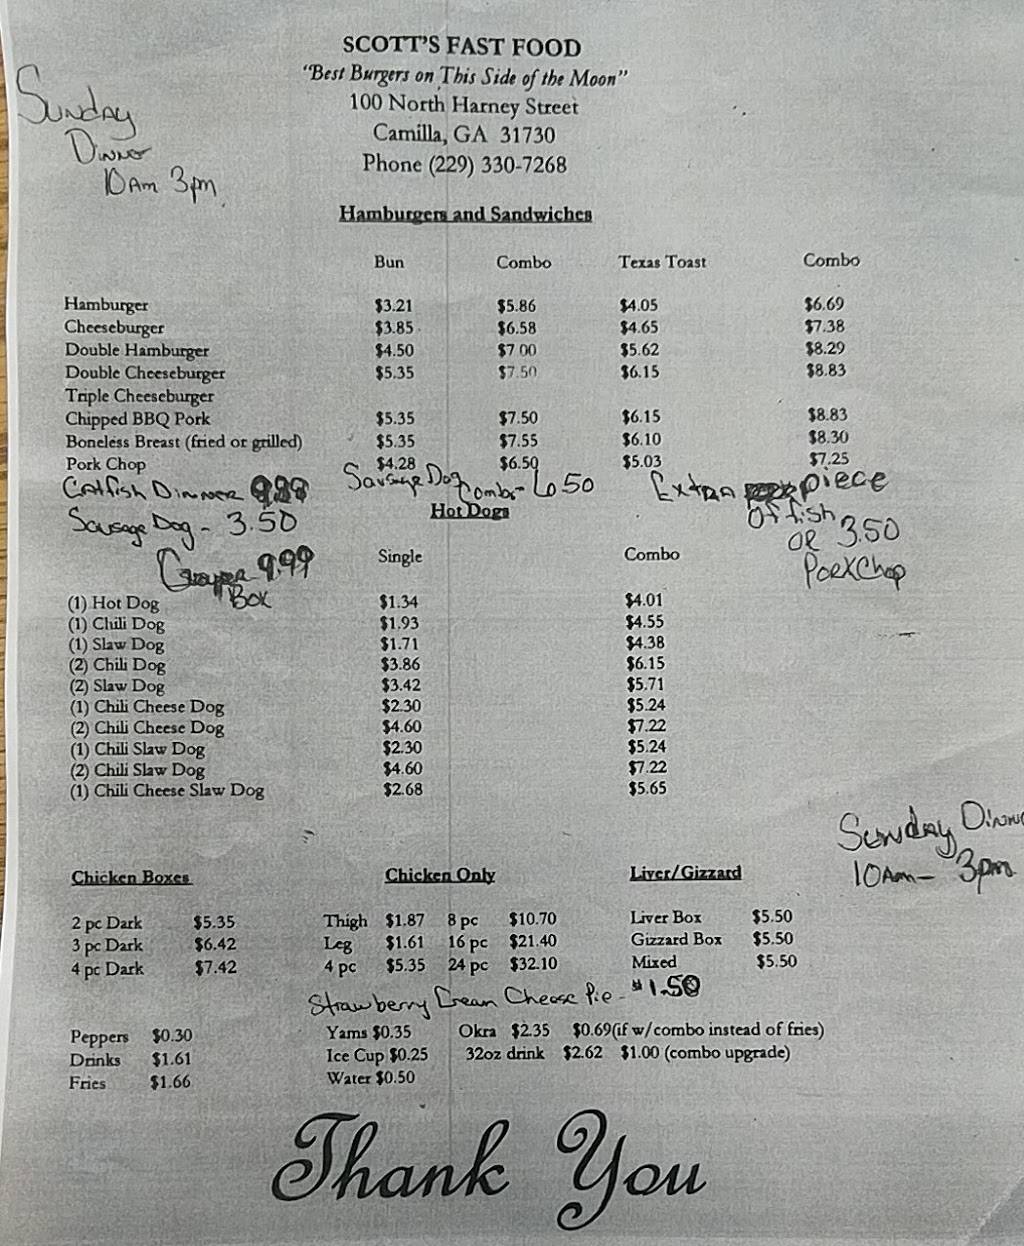 SCOTT'S FAST FOOD
"Best Burgers on This Side of the Moon"
100 North Harney Street
Camilla, GA 31730
Phone (229) 330-7268
Sunday
Dinner
10Am 3pm
Hamburgers and Sandwiches
Bun Combo Texas Toast Combo
Hamburger $3.21 $5.86 $4.05 $6.69
Cheeseburger $3.85 $6.58 $4.65 $7.38
Double Hamburger $4.50 $7 00 $5.62 $8.29
Double Cheeseburger $5.35 $7.50 $6.15 $8.83
Triple Cheeseburger
Chipped BBQ Pork $5.35 $7.50 $6.15 $8.83
Boneless Breast (fried or grilled) $5.35 $7.55 $6.10 $8.30
Pork Chop $4.28 $6.50 $5.03 $7.25
Catfish Dinner
Sausage Dog - 3.50
Sausage Dog
Combo - 6 50
Extra piece
Of fish
OR 3.50
PorkChop
Hot Dogs
9.99
Box
Single Combo
(1) Hot Dog $1.34 $4.01
(1) Chili Dog $1.93 $4.55
(1) Slaw Dog $1.71 $4.38
(2) Chili Dog $3.86 $6.15
(2) Slaw Dog $3.42 $5.71
(1) Chili Cheese Dog $2.30 $5.24
(2) Chili Cheese Dog $4.60 $7.22
(1) Chili Slaw Dog $2.30 $5.24
(2) Chili Slaw Dog $4.60 $7.22
(1) Chili Cheese Slaw Dog $2.68 $5.65
Sunday Dinn
10Am - 3pm
Chicken Boxes
2 pc Dark $5.35
3 pc Dark $6.42
4 pc Dark $7.42
Chicken Only
Thigh $1.87 8 pc $10.70
Leg $1.61 16 pc $21.40
4 pc $5.35 24 pc $32.10
Liver/Gizzard
Liver Box $5.50
Gizzard Box $5.50
Mixed $5.50
Strawberry Cream Cheese Pie - $1.50
Peppers $0.30
Drinks $1.61
Fries $1.66
Yams $0.35 Okra $2.35 $0.69(if w/combo instead of fries)
Ice Cup $0.25 32oz drink $2.62 $1.00 (combo upgrade)
Water $0.50
Thank You